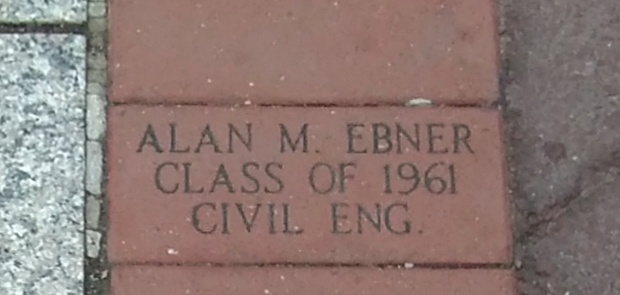 ALAN M. EBNER
CLASS OF 1961
CIVIL ENG.